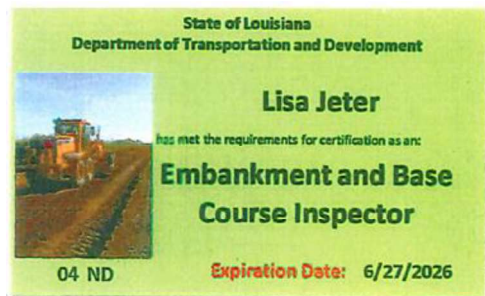 State of Louisiana
Department of Transportation and Development
Lisa Jeter
has met the requirements for certification as an:
Embankment and Base
Course Inspector
04 ND
Expiration Date: 6/27/2026